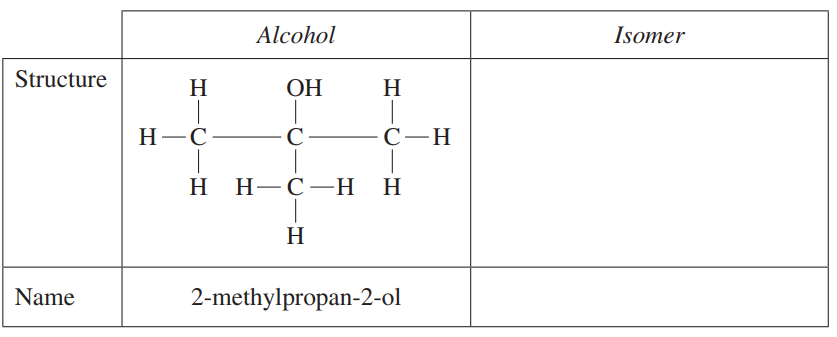 Alcohol Isomer
Structure
H OH H
H C C C H
H H C H H
H
Name 2-methylpropan-2-ol